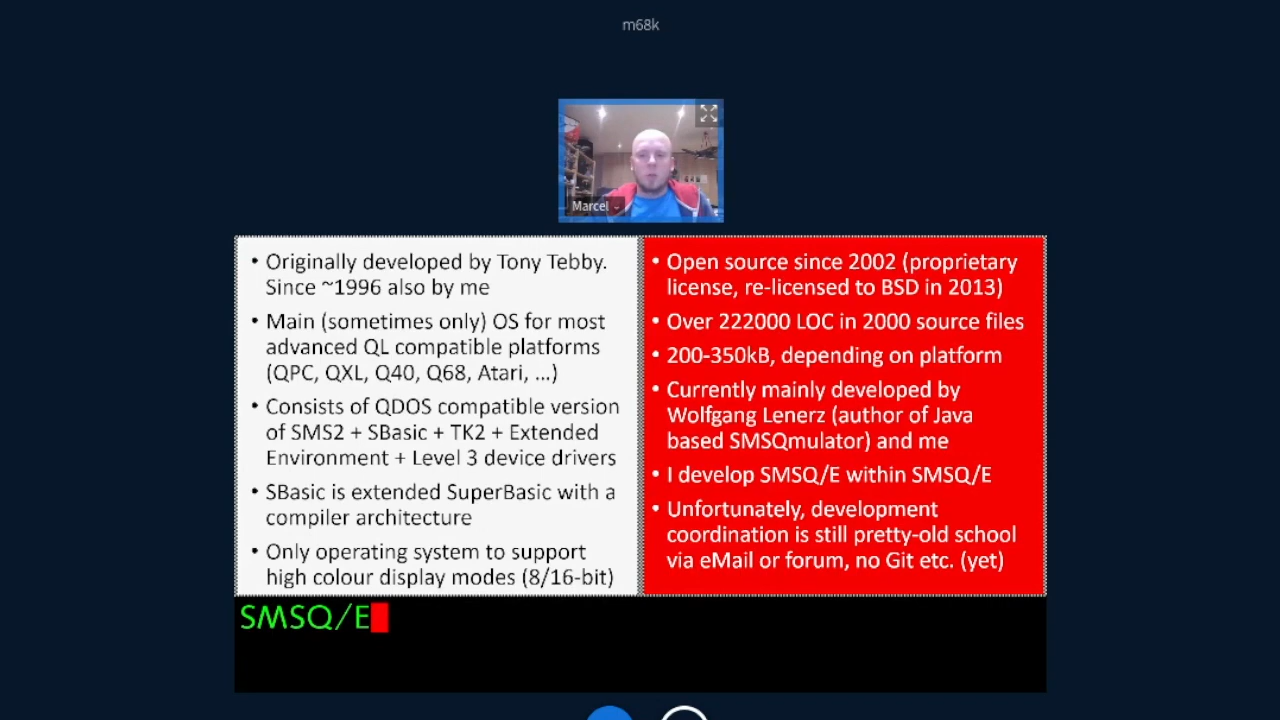 m68k
Marcel
• Originally developed by Tony Tebby.
Since ~1996 also by me
• Main (sometimes only) OS for most
advanced QL compatible platforms
(QPC, QXL, Q40, Q68, Atari, ...)
• Consists of QDOS compatible version
of SMS2 + SBasic + TK2 + Extended
Environment + Level 3 device drivers
• SBasic is extended SuperBasic with a
compiler architecture
• Only operating system to support
high colour display modes (8/16-bit)
• Open source since 2002 (proprietary
license, re-licensed to BSD in 2013)
• Over 222000 LOC in 2000 source files
• 200-350kB, depending on platform
• Currently mainly developed by
Wolfgang Lenerz (author of Java
based SMSQmulator) and me
• I develop SMSQ/E within SMSQ/E
• Unfortunately, development
coordination is still pretty-old school
via eMail or forum, no Git etc. (yet)
SMSQ/E